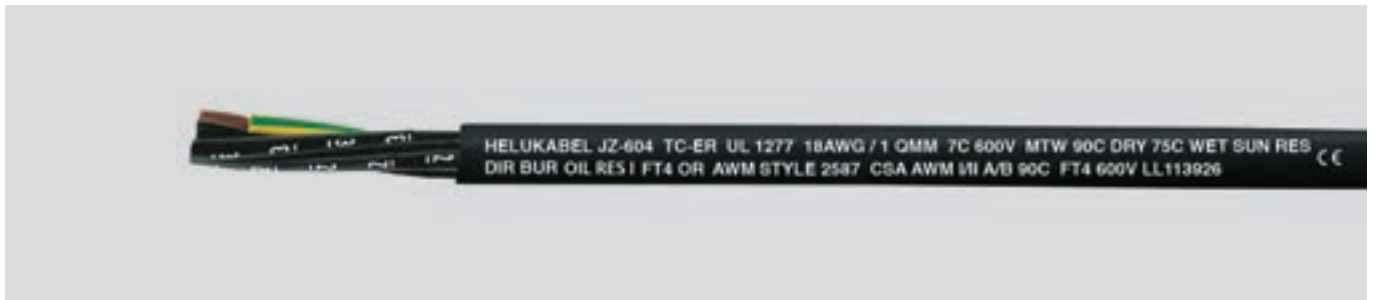 HELUKABEL JZ-604 TC-ER UL 1277 18AWG / 1 QMM 7C 600V MTW 90C DRY 75C WET SUN RES CE
DIR BUR OIL RES I FT4 OR AWM STYLE 2587 CSA AWM I/II A/B 90C FT4 600V LL113926